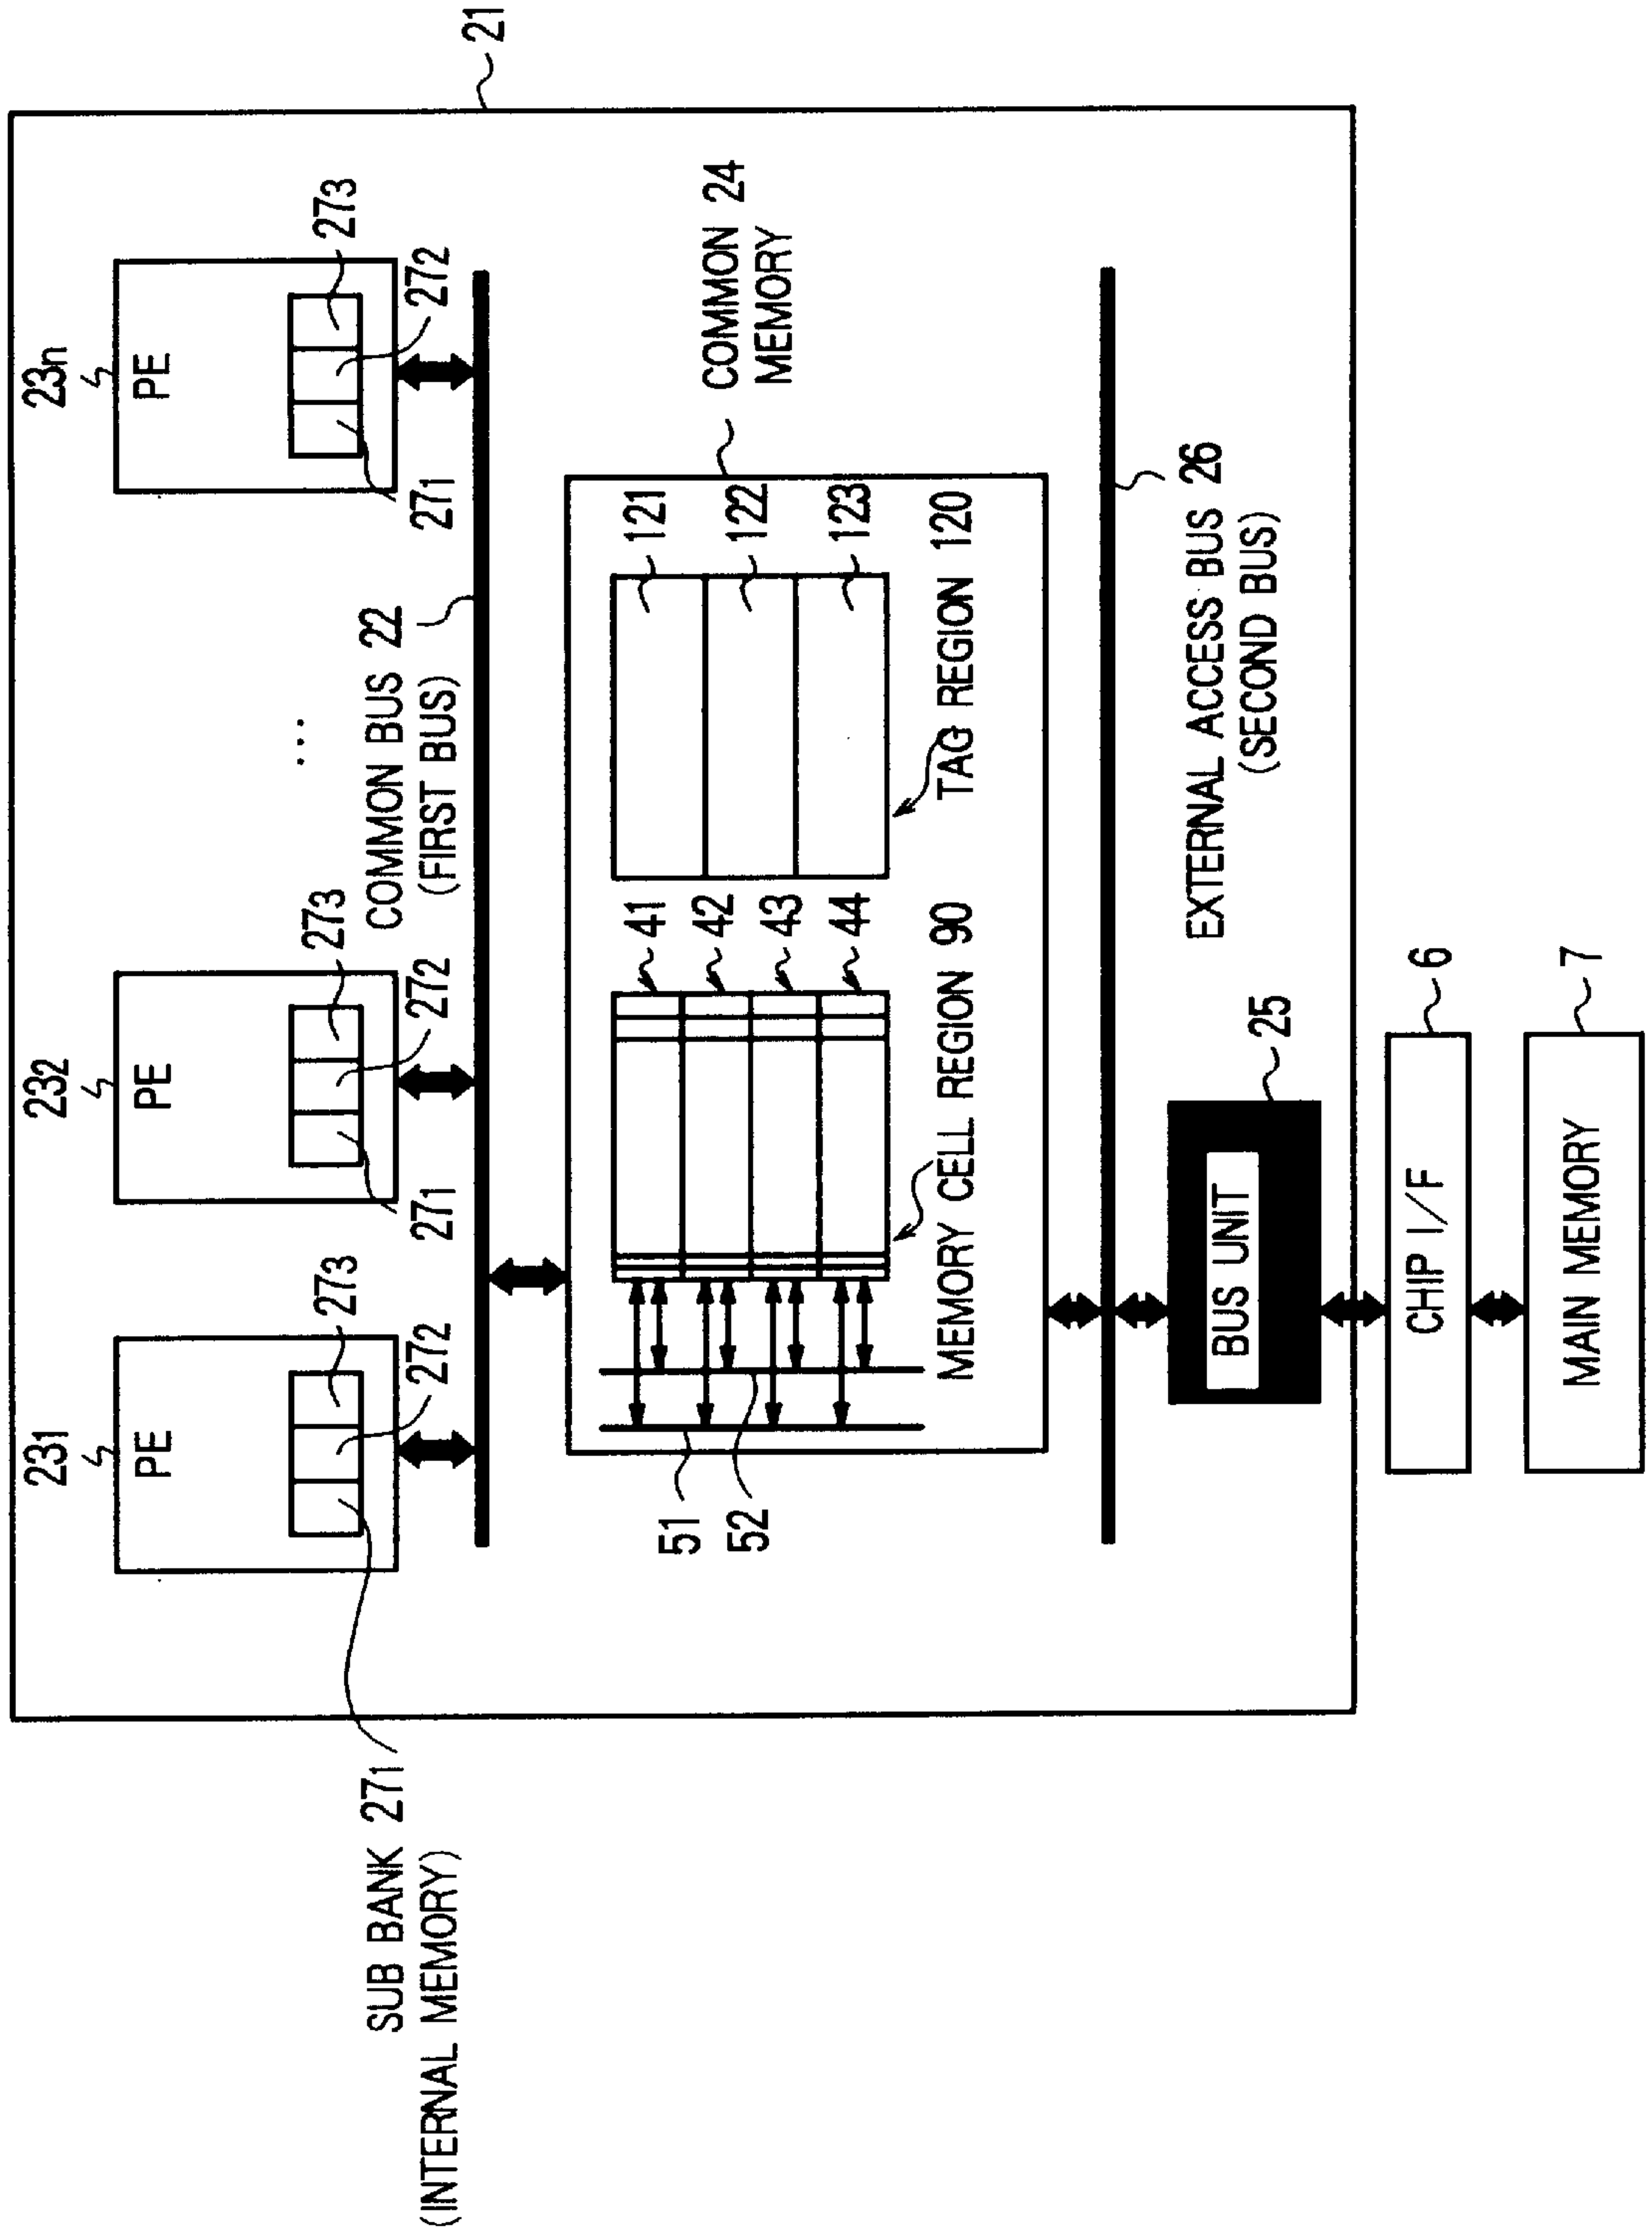 21
23₁
23₂
23n
PE
PE
PE
...
27₃
27₃
27₃
27₂
27₂
27₂
SUB BANK 27₁
(INTERNAL MEMORY)
27₁
27₁
COMMON BUS 22
(FIRST BUS)
COMMON 24
MEMORY
51
52
41
42
43
44
121
122
123
MEMORY CELL REGION 90
TAG REGION 120
EXTERNAL ACCESS BUS 26
(SECOND BUS)
BUS UNIT
25
CHIP I/F
6
MAIN MEMORY
7